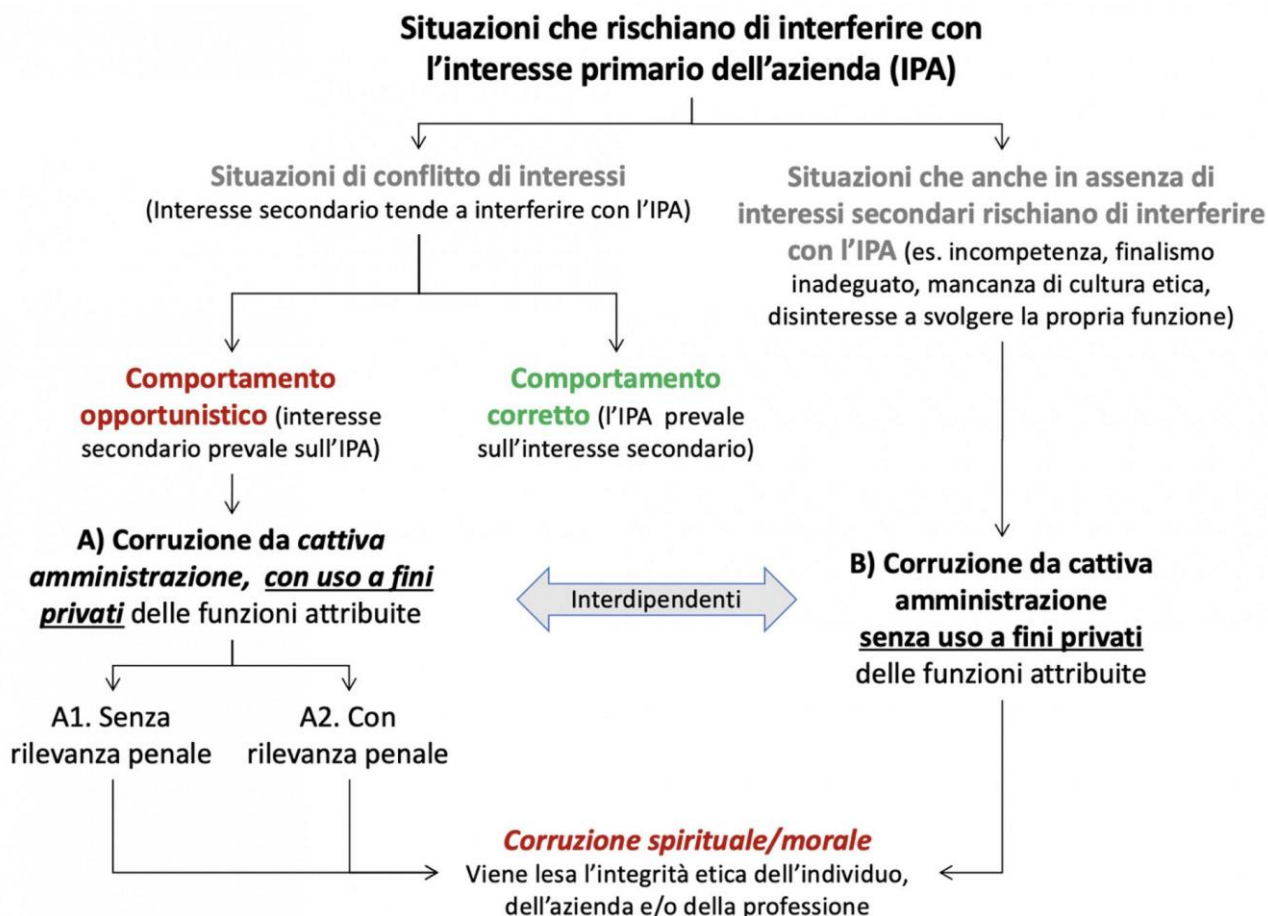 Situazioni che rischiano di interferire con
l’interesse primario dell’azienda (IPA)
Situazioni di conflitto di interessi
(Interesse secondario tende a interferire con l’IPA)
Situazioni che anche in assenza di
interessi secondari rischiano di interferire
con l’IPA (es. incompetenza, finalismo
inadeguato, mancanza di cultura etica,
disinteresse a svolgere la propria funzione)
Comportamento
opportunistico (interesse
secondario prevale sull’IPA)
Comportamento
corretto (l’IPA prevale
sull’interesse secondario)
A) Corruzione da cattiva
amministrazione, con uso a fini
privati delle funzioni attribuite
Interdipendenti
B) Corruzione da cattiva
amministrazione
senza uso a fini privati
delle funzioni attribuite
A1. Senza
rilevanza penale
A2. Con
rilevanza penale
Corruzione spirituale/morale
Viene lesa l’integrità etica dell’individuo,
dell’azienda e/o della professione